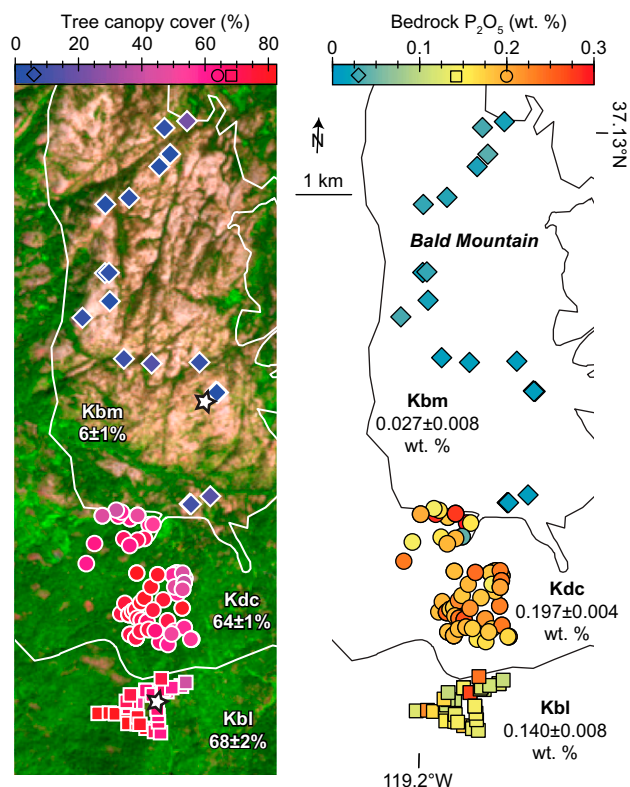 Tree canopy cover (%)
0 20 40 60 80
Bedrock P₂O₅ (wt. %)
0 0.1 0.2 0.3
N
1 km
37.13°N
Bald Mountain
Kbm
6±1%
Kbm
0.027±0.008
wt. %
Kdc
64±1%
Kdc
0.197±0.004
wt. %
Kbl
68±2%
Kbl
0.140±0.008
wt. %
119.2°W